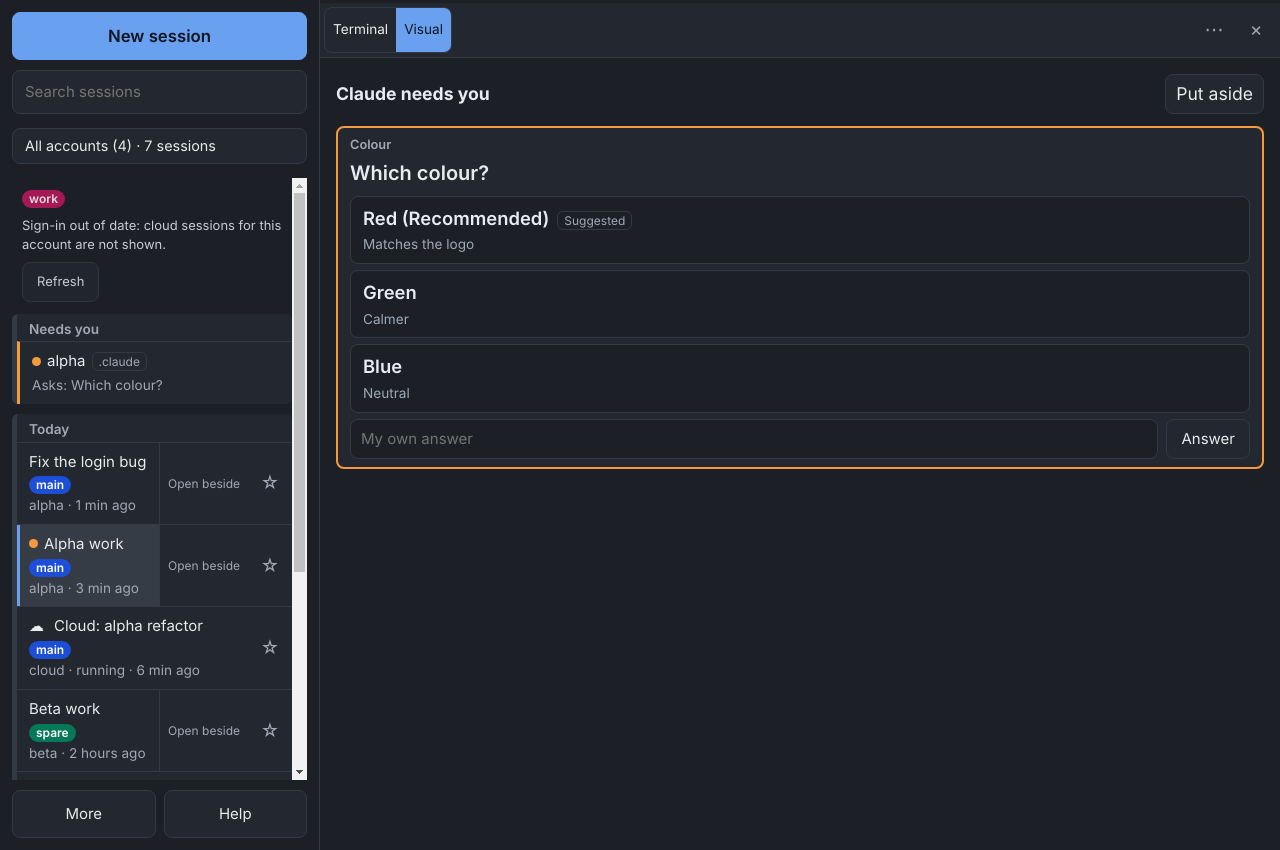 New session
Search sessions
All accounts (4) · 7 sessions
work
Sign-in out of date: cloud sessions for this
account are not shown.
Refresh
Needs you
alpha .claude
Asks: Which colour?
Today
Fix the login bug
main
alpha · 1 min ago
Open beside
Alpha work
main
alpha · 3 min ago
Open beside
Cloud: alpha refactor
main
cloud · running · 6 min ago
Beta work
spare
beta · 2 hours ago
Open beside
More
Help
Terminal
Visual
Claude needs you
Put aside
Colour
Which colour?
Red (Recommended) Suggested
Matches the logo
Green
Calmer
Blue
Neutral
My own answer
Answer